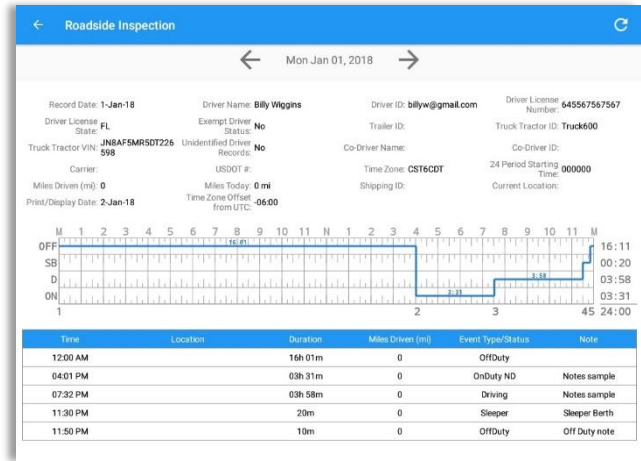 Roadside Inspection
Mon Jan 01, 2018
Record Date: 1-Jan-18 Driver Name: Billy Wiggins Driver ID: billyw@gmail.com Driver License Number: 645567567567
Driver License State: FL Exempt Driver Status: No Trailer ID: Truck Tractor ID: Truck600
Truck Tractor VIN: JN8AF5MR5DT226598 Unidentified Driver Records: No Co-Driver Name: Co-Driver ID:
Carrier: USDOT #: Time Zone: CST6CDT 24 Period Starting Time: 000000
Miles Driven (mi): 0 Miles Today: 0 mi Shipping ID: Current Location:
Print/Display Date: 2-Jan-18 Time Zone Offset from UTC: -06:00
M 1 2 3 4 5 6 7 8 9 10 11 N 1 2 3 4 5 6 7 8 9 10 11 M
OFF 16:01 16:11
SB 00:20
D 3:58 03:58
ON 3:31 03:31
1 2 3 45 24:00
Time Location Duration Miles Driven (mi) Event Type/Status Note
12:00 AM 16h 01m 0 OffDuty
04:01 PM 03h 31m 0 OnDuty ND Notes sample
07:32 PM 03h 58m 0 Driving Notes sample
11:30 PM 20m 0 Sleeper Sleeper Berth
11:50 PM 10m 0 OffDuty Off Duty note